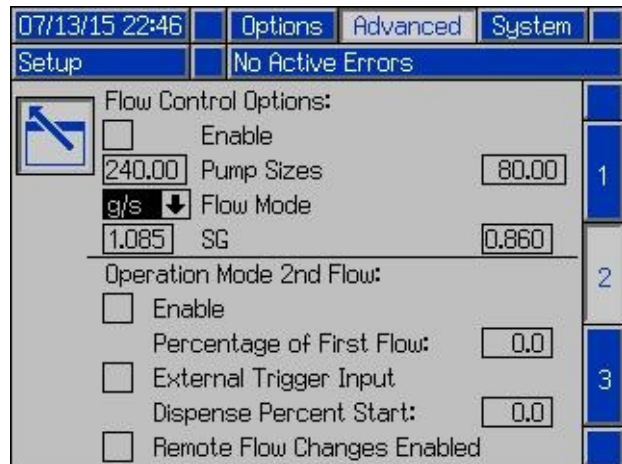 07/13/15 22:46 Options Advanced System
Setup No Active Errors
Flow Control Options:
Enable
240.00 Pump Sizes 80.00 1
g/s Flow Mode
1.085 SG 0.860
Operation Mode 2nd Flow: 2
Enable
Percentage of First Flow: 0.0
External Trigger Input 3
Dispense Percent Start: 0.0
Remote Flow Changes Enabled